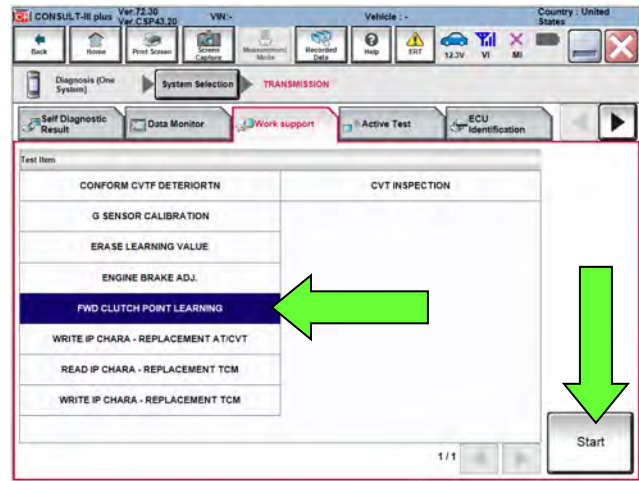 CONSULT-III plus Ver.72.30 Ver.CSP43.20 VIN:- Vehicle : - Country : United States
Back Home Print Screen Screen Capture Measurement Mode Recorded Data Help ERT 12.3V VI MI
Diagnosis (One System) System Selection TRANSMISSION
Self Diagnostic Result Data Monitor Work support Active Test ECU Identification
Test Item
CONFORM CVTF DETERIORTN CVT INSPECTION
G SENSOR CALIBRATION
ERASE LEARNING VALUE
ENGINE BRAKE ADJ.
FWD CLUTCH POINT LEARNING
WRITE IP CHARA - REPLACEMENT AT/CVT
READ IP CHARA - REPLACEMENT TCM
WRITE IP CHARA - REPLACEMENT TCM
1/1 Start